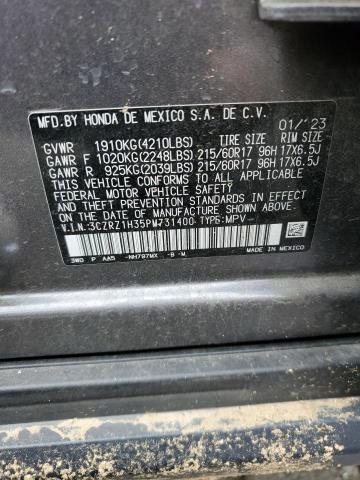 MFD.BY HONDA DE MEXICO S.A. DE C.V.
01/'23
GVWR 1910KG(4210LBS) TIRE SIZE RIM SIZE
GAWR F 1020KG(2248LBS) 215/60R17 96H 17X6.5J
GAWR R 925KG(2039LBS) 215/60R17 96H 17X6.5J
THIS VEHICLE CONFORMS TO ALL APPLICABLE
FEDERAL MOTOR VEHICLE SAFETY, BUMPER, AND
THEFT PREVENTION STANDARDS IN EFFECT ON
THE DATE OF MANUFACTURE SHOWN ABOVE.
V.I.N:3CZRZ1H35PM731400 TYPE:MPV
3W0 P AA5 -NH797MX -B -M
MADE IN MEXICO